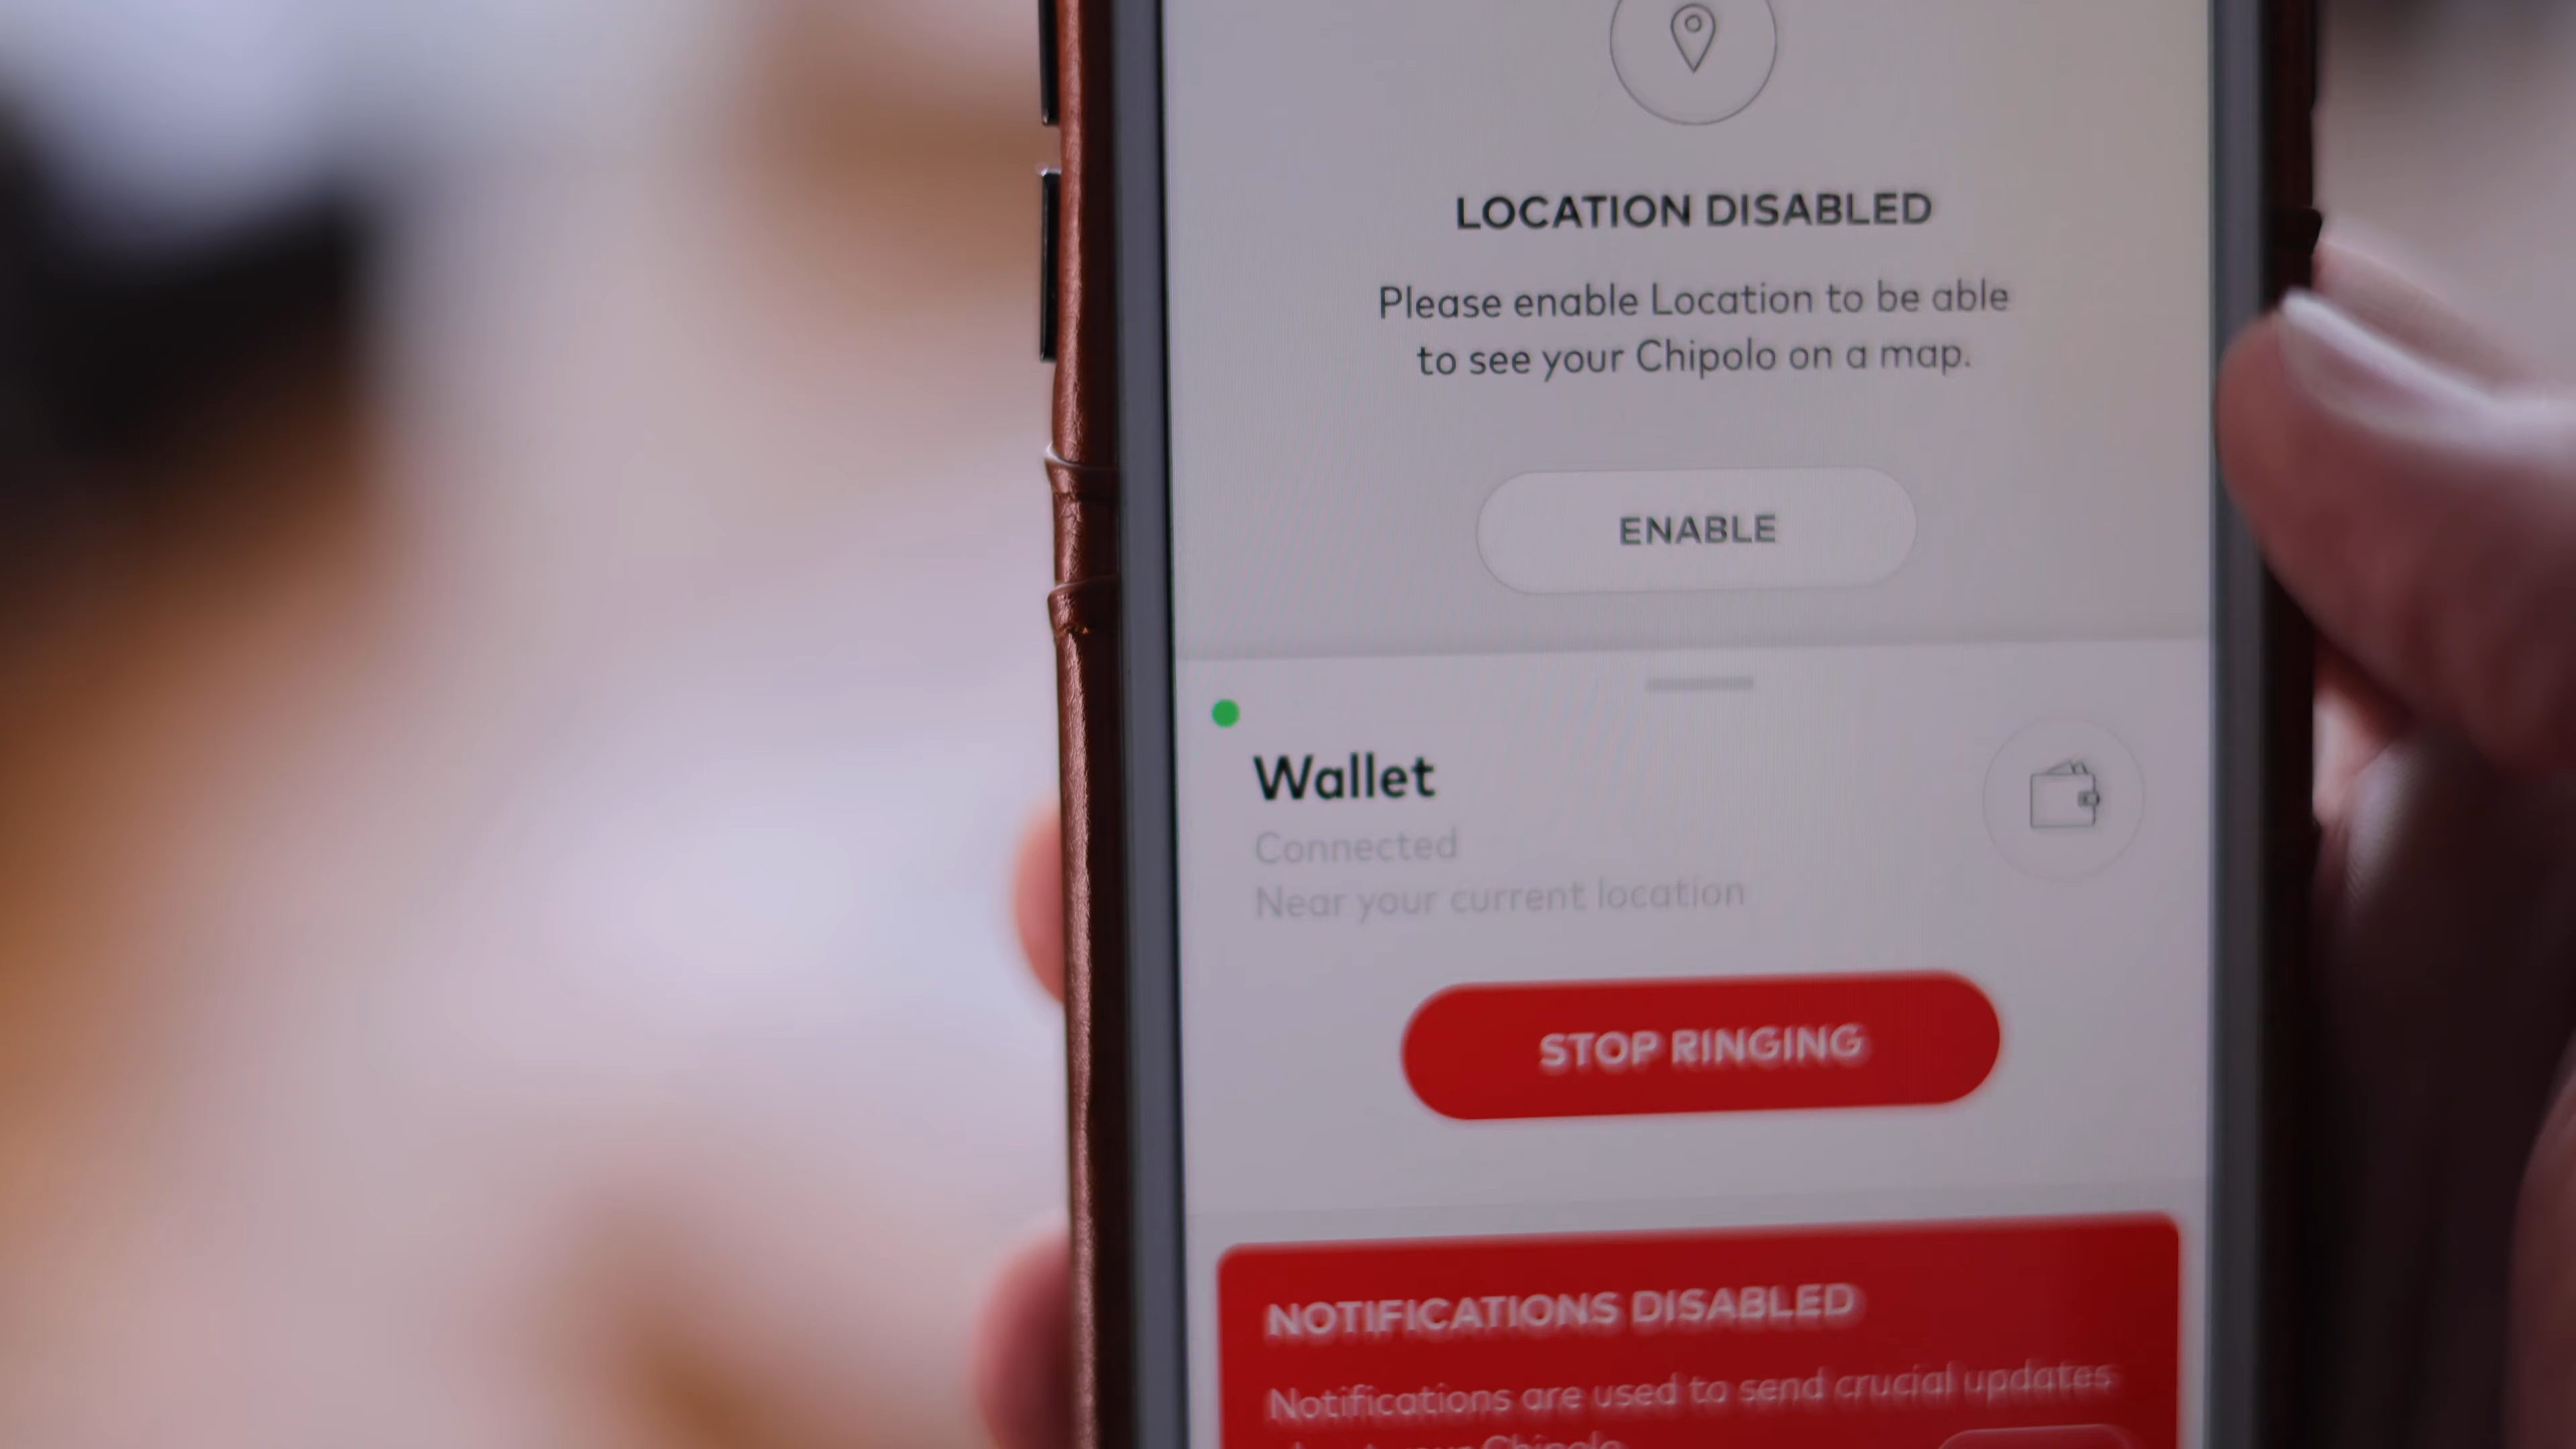 LOCATION DISABLED
Please enable Location to be able
to see your Chipolo on a map.
ENABLE
Wallet
Connected
Near your current location
STOP RINGING
NOTIFICATIONS DISABLED
Notifications are used to send crucial updates
Chipolo